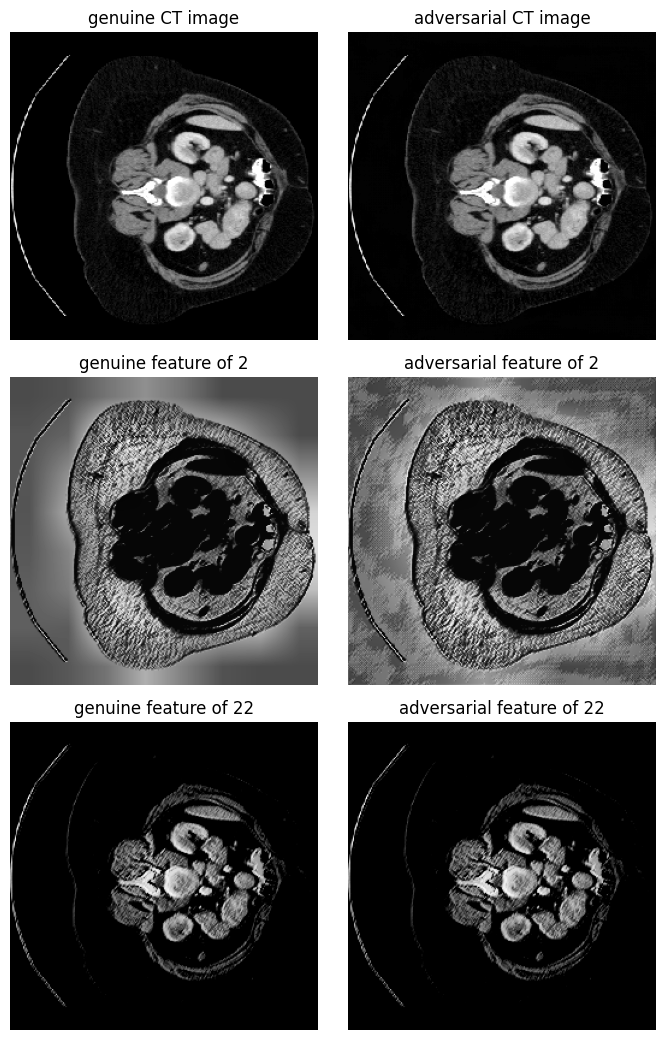 genuine CT image
adversarial CT image
genuine feature of 2
adversarial feature of 2
genuine feature of 22
adversarial feature of 22